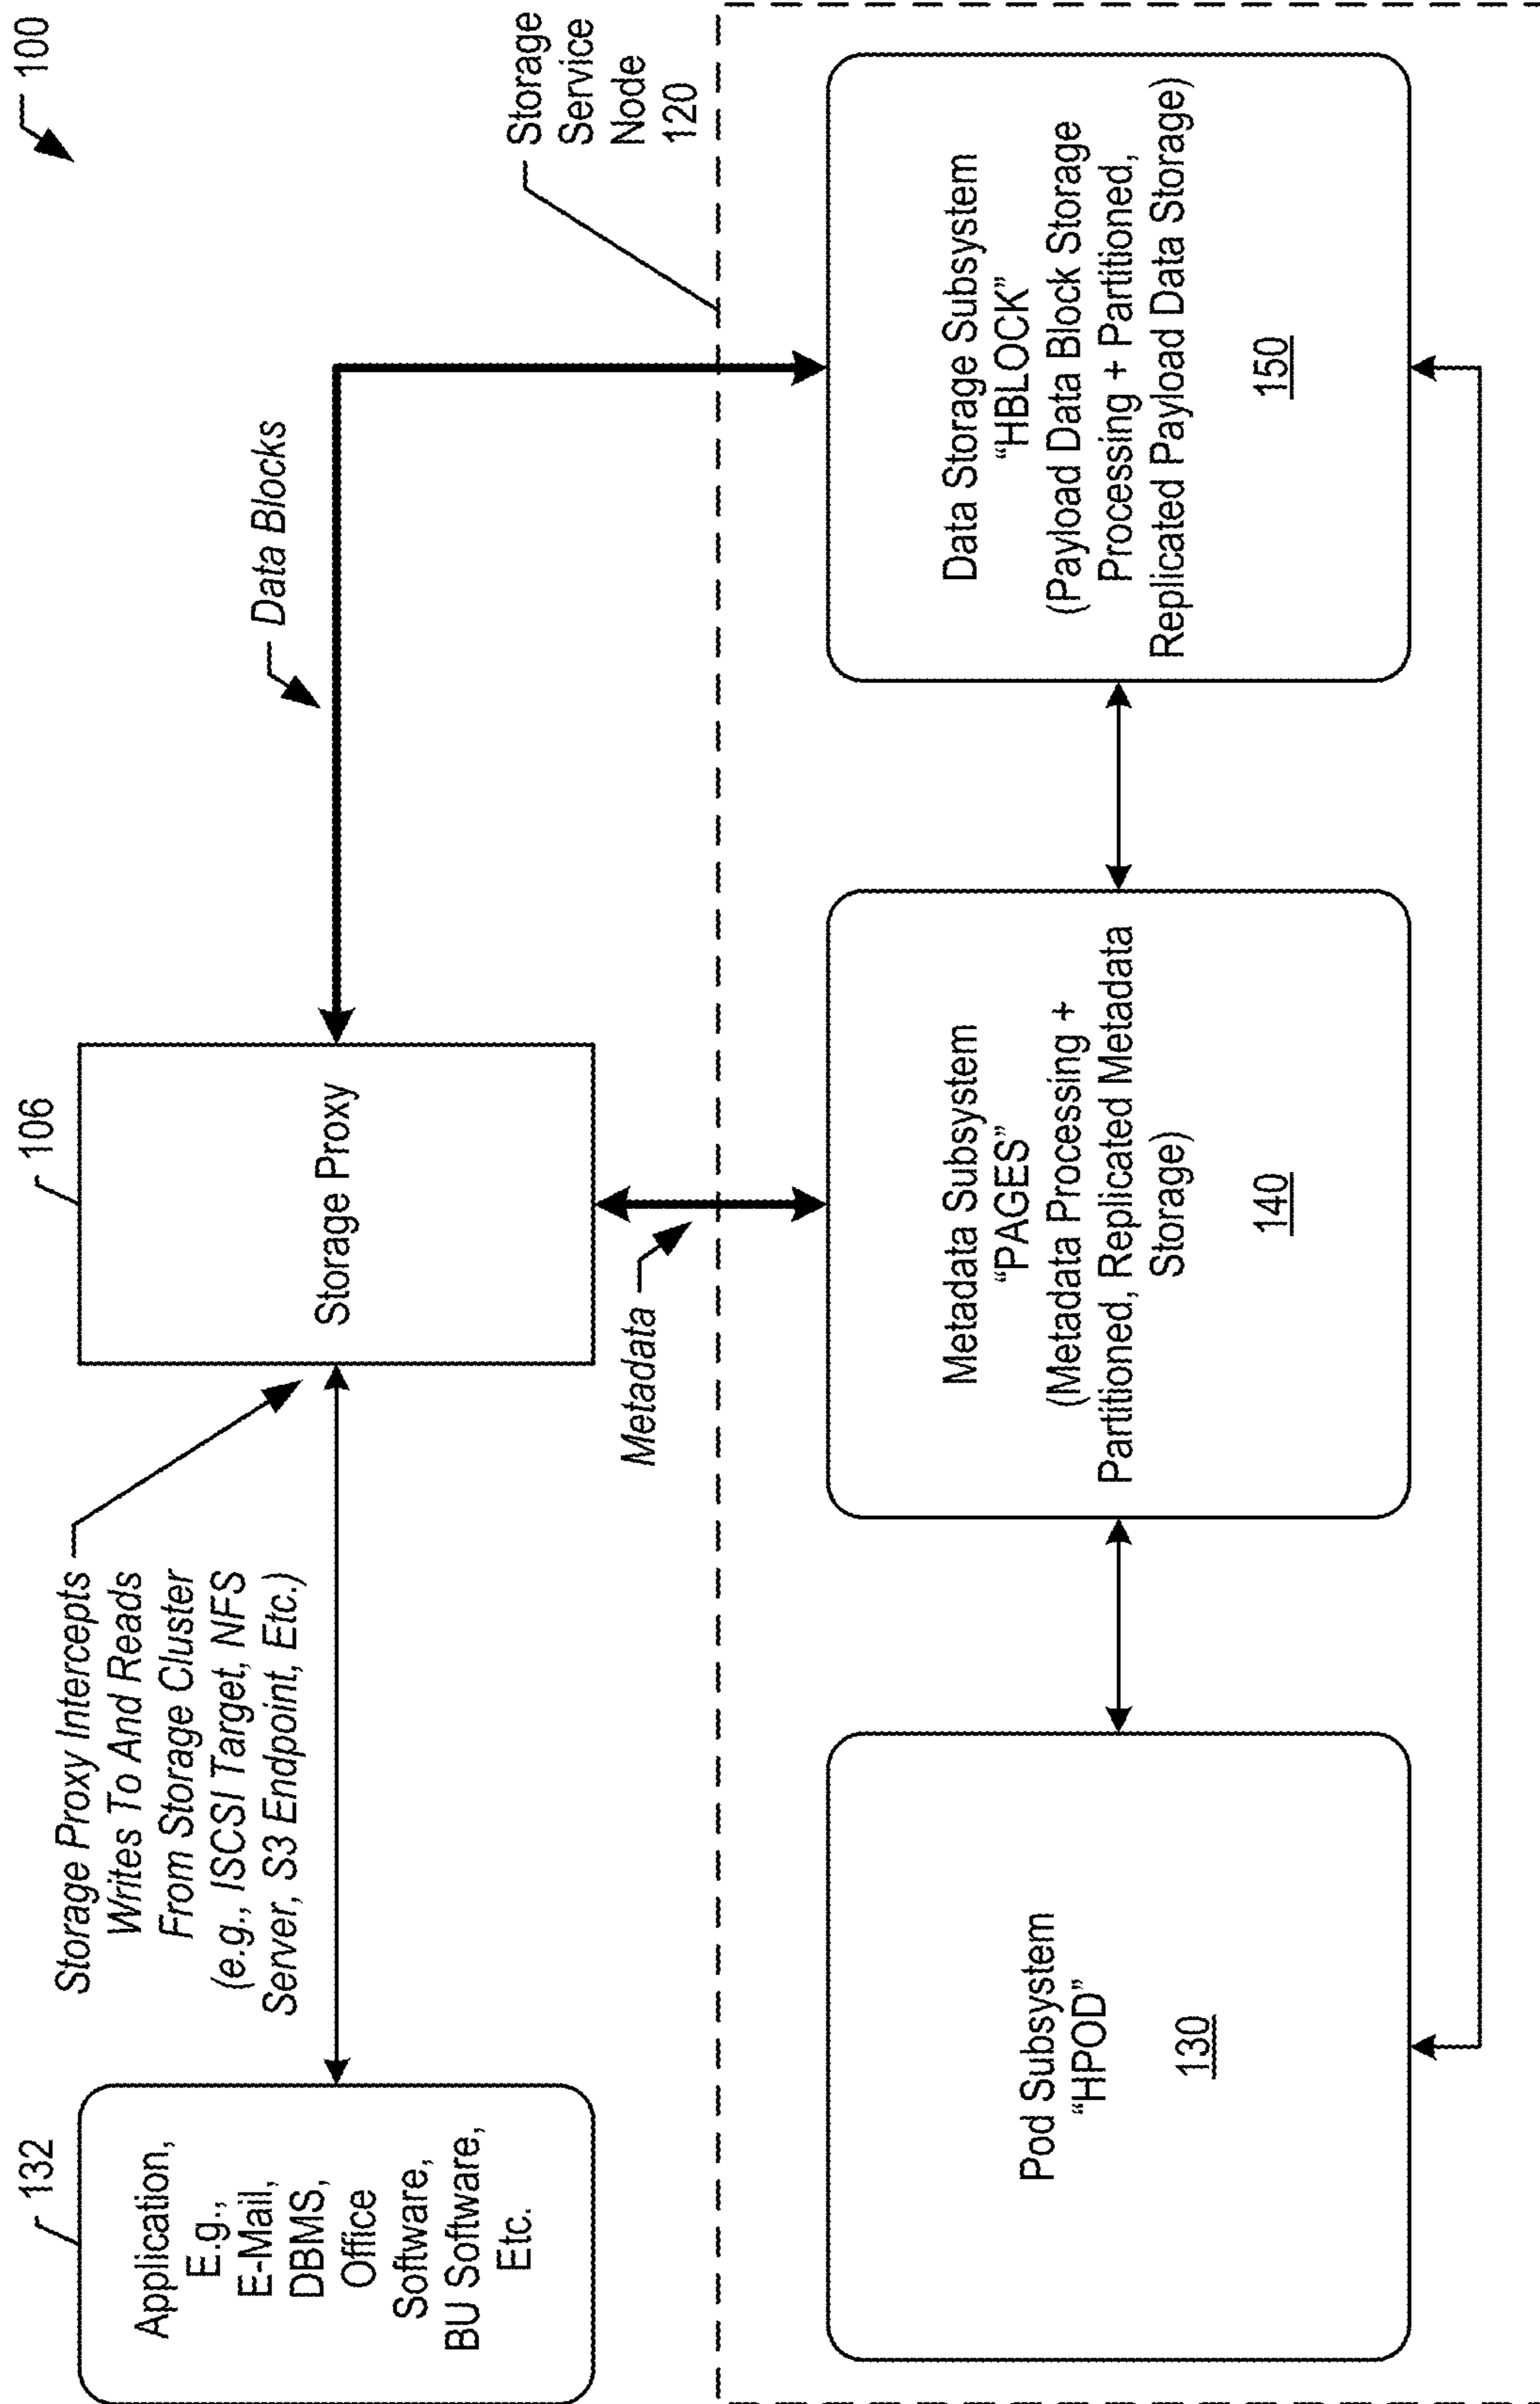 100
132
Application,
E.g.,
E-Mail,
DBMS,
Office
Software,
BU Software,
Etc.
Storage Proxy Intercepts
Writes To And Reads
From Storage Cluster
(e.g., ISCSI Target, NFS
Server, S3 Endpoint, Etc.)
106
Storage Proxy
Data Blocks
Metadata
Storage
Service
Node
120
Pod Subsystem
“HPOD”
130
Metadata Subsystem
“PAGES”
(Metadata Processing +
Partitioned, Replicated Metadata
Storage)
140
Data Storage Subsystem
“HBLOCK”
(Payload Data Block Storage
Processing + Partitioned,
Replicated Payload Data Storage)
150